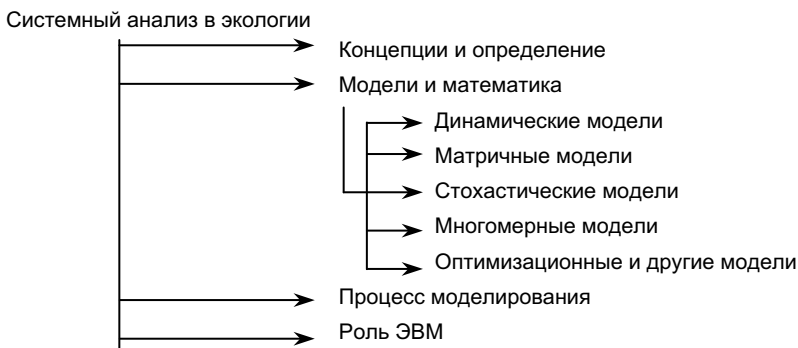 Системный анализ в экологии
Концепции и определение
Модели и математика
Динамические модели
Матричные модели
Стохастические модели
Многомерные модели
Оптимизационные и другие модели
Процесс моделирования
Роль ЭВМ